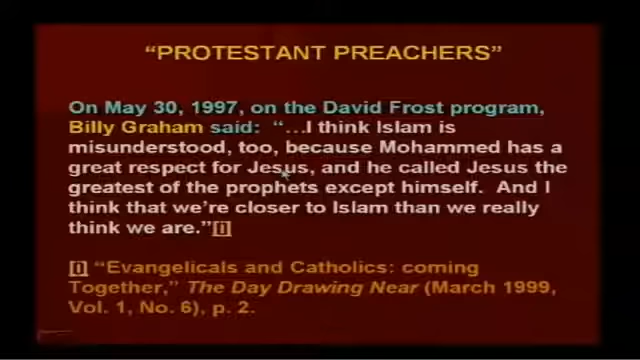 “PROTESTANT PREACHERS”
On May 30, 1997, on the David Frost program,
Billy Graham said:  “…I think Islam is
misunderstood, too, because Mohammed has a
great respect for Jesus, and he called Jesus the
greatest of the prophets except himself.  And I
think that we’re closer to Islam than we really
think we are.”[i]
[i] “Evangelicals and Catholics: coming
Together,” The Day Drawing Near (March 1999,
Vol. 1, No. 6), p. 2.